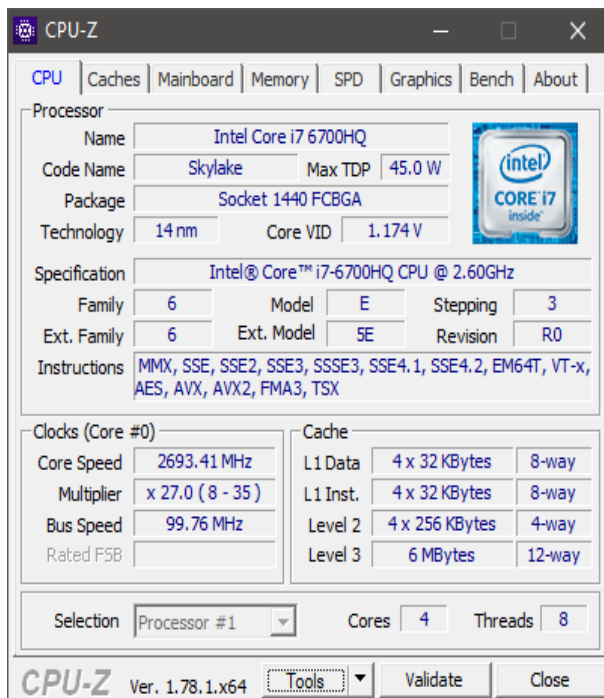 CPU-Z
CPU Caches Mainboard Memory SPD Graphics Bench About
Processor
Name Intel Core i7 6700HQ
Code Name Skylake Max TDP 45.0 W
Package Socket 1440 FCBGA
Technology 14 nm Core VID 1.174 V
(intel)
CORE i7
inside
Specification Intel® Core™ i7-6700HQ CPU @ 2.60GHz
Family 6 Model E Stepping 3
Ext. Family 6 Ext. Model 5E Revision R0
Instructions MMX, SSE, SSE2, SSE3, SSSE3, SSE4.1, SSE4.2, EM64T, VT-x,
AES, AVX, AVX2, FMA3, TSX
Clocks (Core #0)
Core Speed 2693.41 MHz
Multiplier x 27.0 ( 8 - 35 )
Bus Speed 99.76 MHz
Rated FSB
Cache
L1 Data 4 x 32 KBytes 8-way
L1 Inst. 4 x 32 KBytes 8-way
Level 2 4 x 256 KBytes 4-way
Level 3 6 MBytes 12-way
Selection Processor #1 Cores 4 Threads 8
CPU-Z Ver. 1.78.1.x64 Tools Validate Close